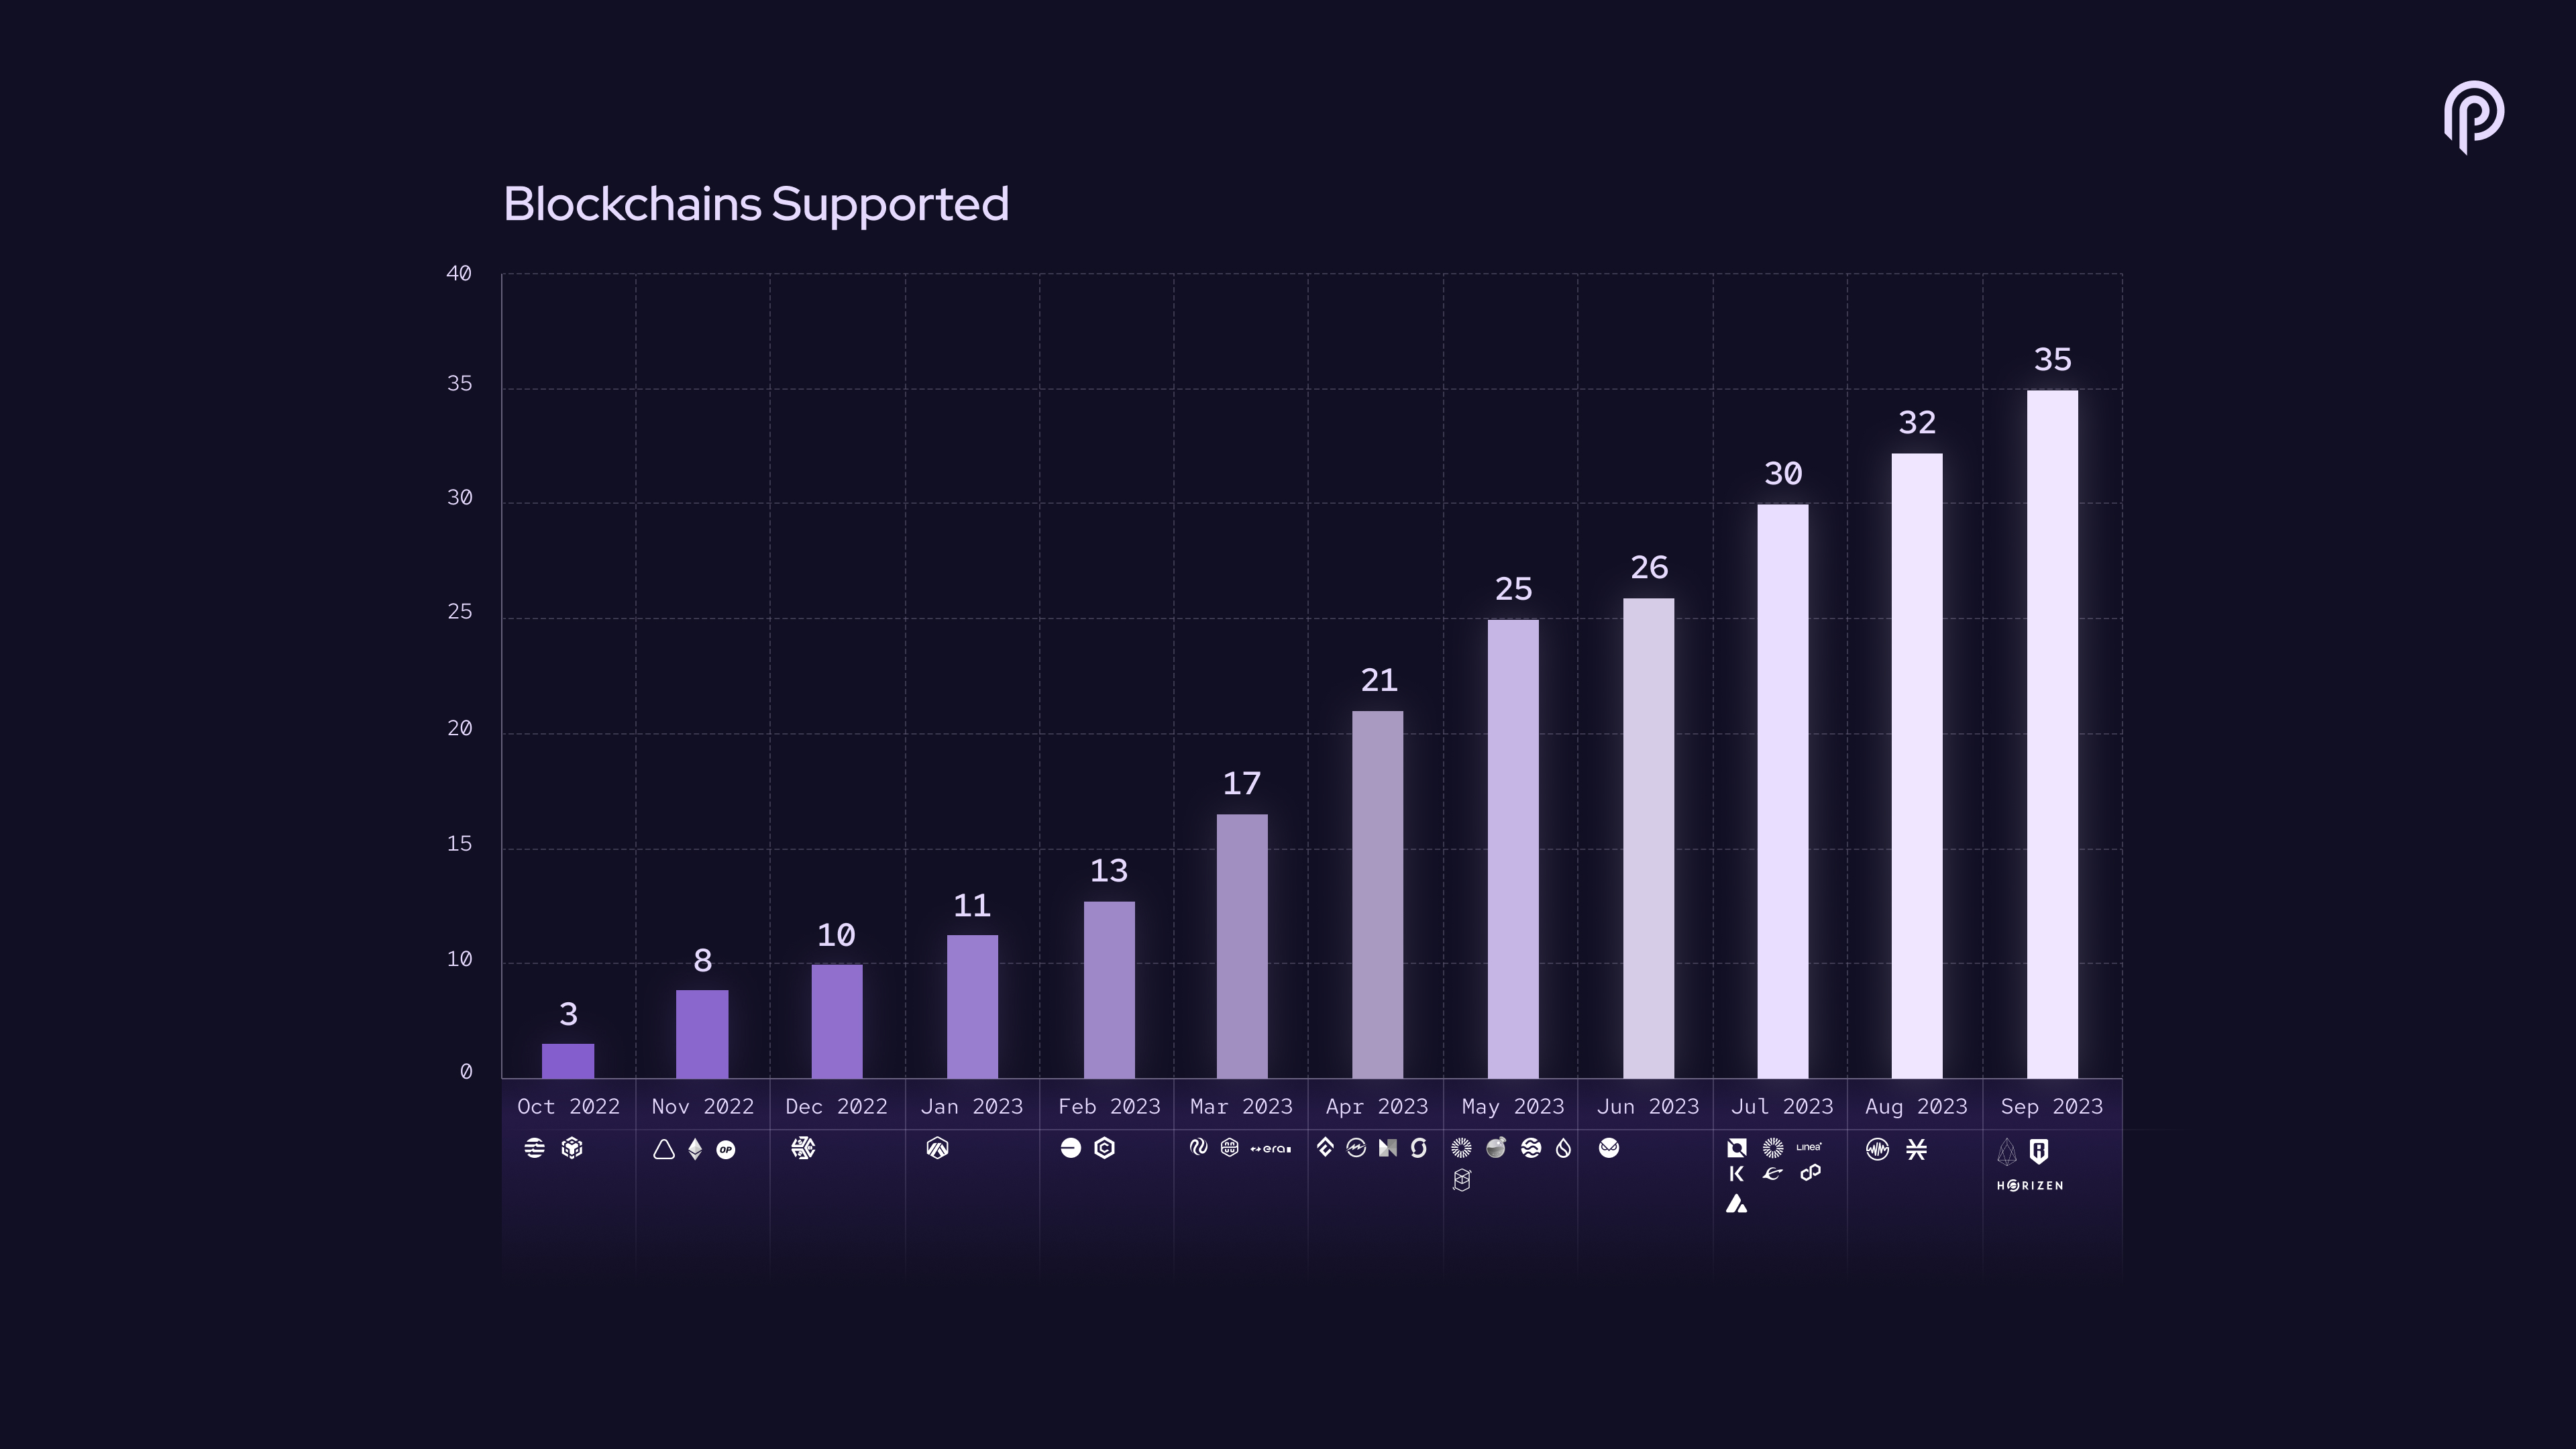 Blockchains Supported
40
35
30
25
20
15
10
0
3
8
10
11
13
17
21
25
26
30
32
35
Oct 2022
Nov 2022
Dec 2022
Jan 2023
Feb 2023
Mar 2023
Apr 2023
May 2023
Jun 2023
Jul 2023
Aug 2023
Sep 2023
OP
era
Linea
K
HORIZEN